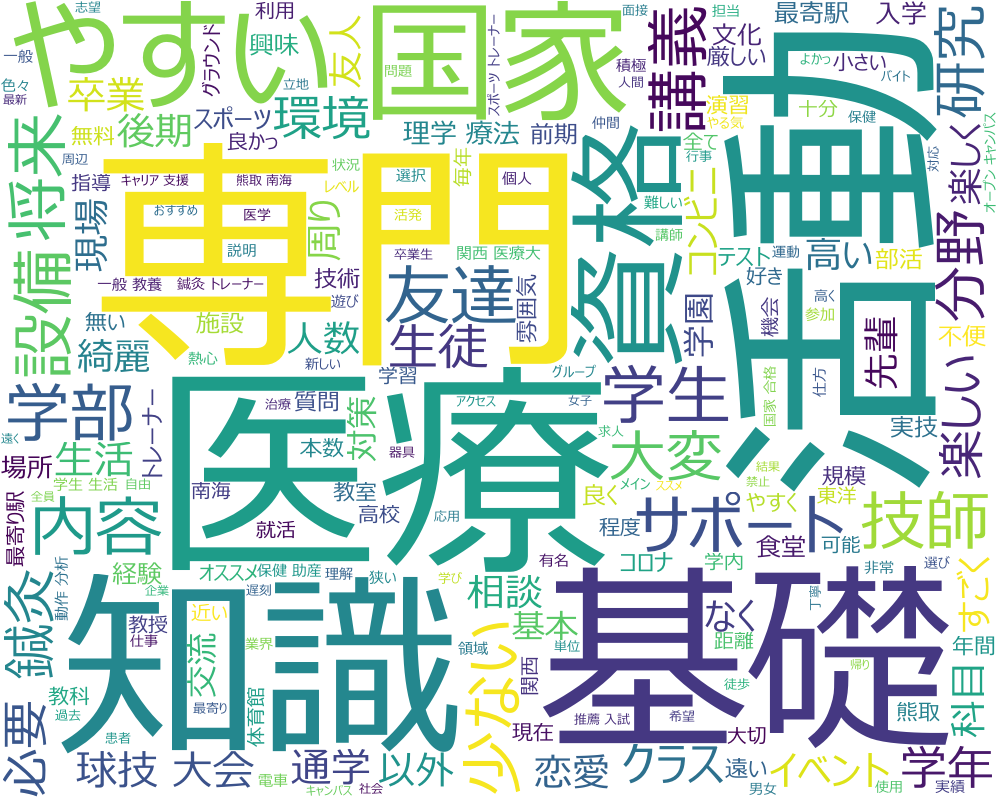 志望
やすい
国家
利用
興味
一般
色々
最新
グラウンド
立地
友人
問題
スポーツ トレーナー
面接
担当
最寄駅
入学
講義
積極
人間
文化
厳しい
よかっ
小さい
バイト
研究
卒業
無料
後期
スポーツ
良かっ
環境
理学 療法
前期
仲間
演習
やる気
十分
保健
活動
将来
周辺
指導
キャリア 支援
熊取 南海
状況
レベル
選択
毎年
個人
全て
行事
難しい
対応
オープン キャンパス
楽しく
専門
資格
設備
現場
おすすめ
医学
説明
周り
活発
卒業生
関西 医療大
講師
コンビニ
テスト
運動
高い
部活
分野
一般 教養
鍼灸 トレーナー
技術
遊び
友達
雰囲気
好き
機会
高く
参加
先輩
不便
無い
綺麗
施設
人数
生徒
学園
熱心
新しい
学習
グループ
国家 合格
仕方
楽しい
学部
トレーナー
医療
治療
質問
対策
アクセス
女子
学生
実技
遠く
場所
生活
本数
器具
求人
大変
結果
禁止
規模
学生 生活
自由
南海
教室
メイン
ススメ
良く
やすく
東洋
最寄り駅
全員
内容
就活
高校
応用
サポート
程度
食堂
可能
技師
動作 分析
経験
オススメ
保健 助産
理解
狭い
有名
コロナ
学内
非常
選び
鍼灸
企業
教授
仕事
近い
遅刻
学び
相談
基本
なく
丁寧
すごく
知識
交流
業界
領域
少ない
単位
距離
年間
教科
過去
最寄り
体育館
関西
基礎
徒歩
帰り
科目
熊取
必要
患者
現在
推薦 入試
希望
大切
球技
大会
電車
キャンパス
通学
社会
以外
恋愛
クラス
遠い
男女
イベント
使用
学年
実績